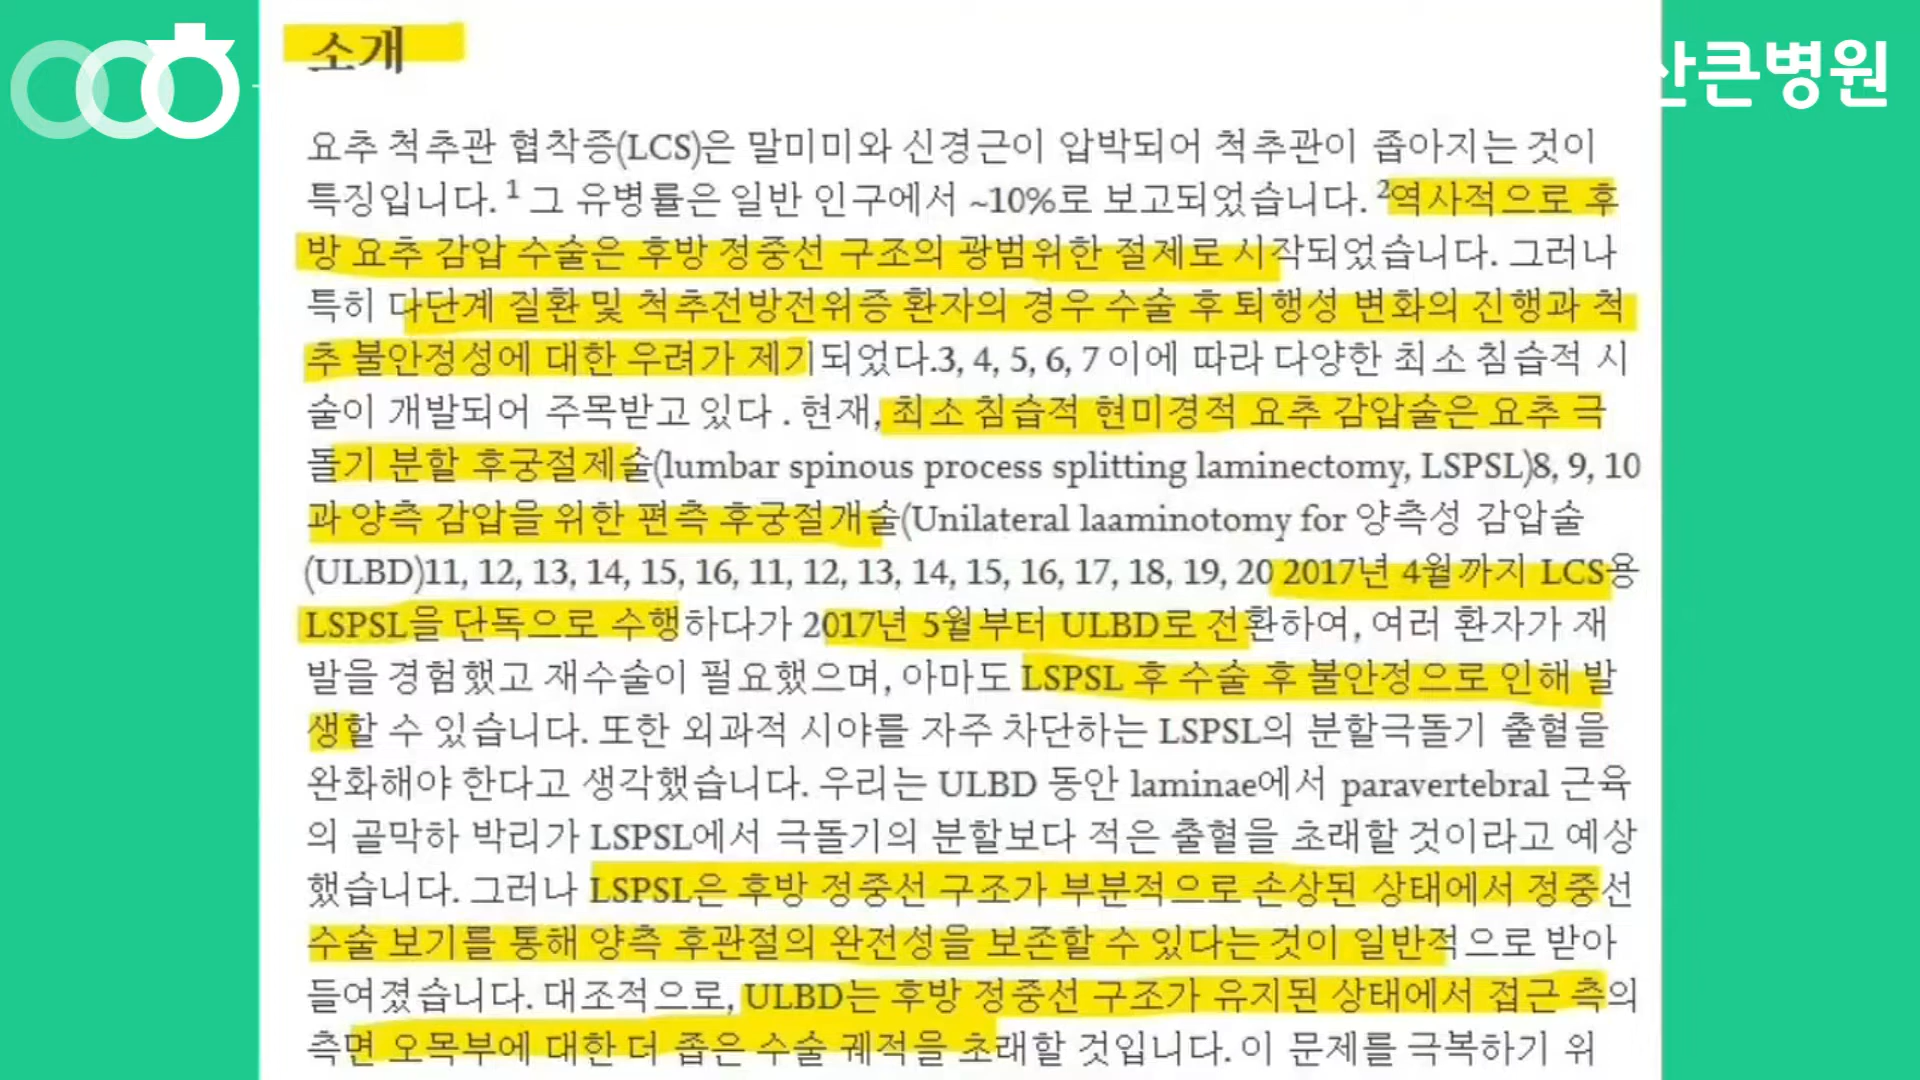 소개
산큰병원
요추 척추관 협착증(LCS)은 말미미와 신경근이 압박되어 척추관이 좁아지는 것이
특징입니다. 1 그 유병률은 일반 인구에서 ~10%로 보고되었습니다. 2역사적으로 후
방 요추 감압 수술은 후방 정중선 구조의 광범위한 절제로 시작되었습니다. 그러나
특히 다단계 질환 및 척추전방전위증 환자의 경우 수술 후 퇴행성 변화의 진행과 척
추 불안정성에 대한 우려가 제기되었다.3, 4, 5, 6, 7 이에 따라 다양한 최소 침습적 시
술이 개발되어 주목받고 있다 . 현재, 최소 침습적 현미경적 요추 감압술은 요추 극
돌기 분할 후궁절제술(lumbar spinous process splitting laminectomy, LSPSL)8, 9, 10
과 양측 감압을 위한 편측 후궁절개술(Unilateral laaminotomy for 양측성 감압술
(ULBD)11, 12, 13, 14, 15, 16, 11, 12, 13, 14, 15, 16, 17, 18, 19, 20 2017년 4월까지 LCS용
LSPSL을 단독으로 수행하다가 2017년 5월부터 ULBD로 전환하여, 여러 환자가 재
발을 경험했고 재수술이 필요했으며, 아마도 LSPSL 후 수술 후 불안정으로 인해 발
생할 수 있습니다. 또한 외과적 시야를 자주 차단하는 LSPSL의 분할극돌기 출혈을
완화해야 한다고 생각했습니다. 우리는 ULBD 동안 laminae에서 paravertebral 근육
의 골막하 박리가 LSPSL에서 극돌기의 분할보다 적은 출혈을 초래할 것이라고 예상
했습니다. 그러나 LSPSL은 후방 정중선 구조가 부분적으로 손상된 상태에서 정중선
수술 보기를 통해 양측 후관절의 완전성을 보존할 수 있다는 것이 일반적으로 받아
들여졌습니다. 대조적으로, ULBD는 후방 정중선 구조가 유지된 상태에서 접근 측의
측면 오목부에 대한 더 좁은 수술 궤적을 초래할 것입니다. 이 문제를 극복하기 위